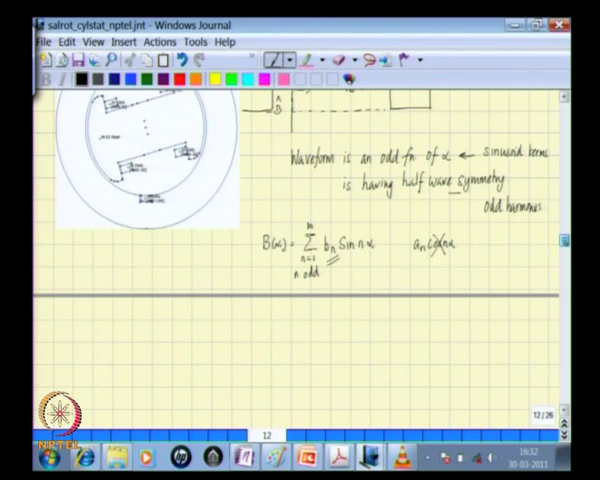 salrot_cylstat_nptel.jnt - Windows Journal
File Edit View Insert Actions Tools Help
Waveform is an odd fn of α ← sinusoid terms
is having half wave symmetry
odd harmonics
B(α) = ∑ bn Sin nα an cos nα
∞
n=1
n odd
12/26
12
NPTEL
16:32
30-03-2011